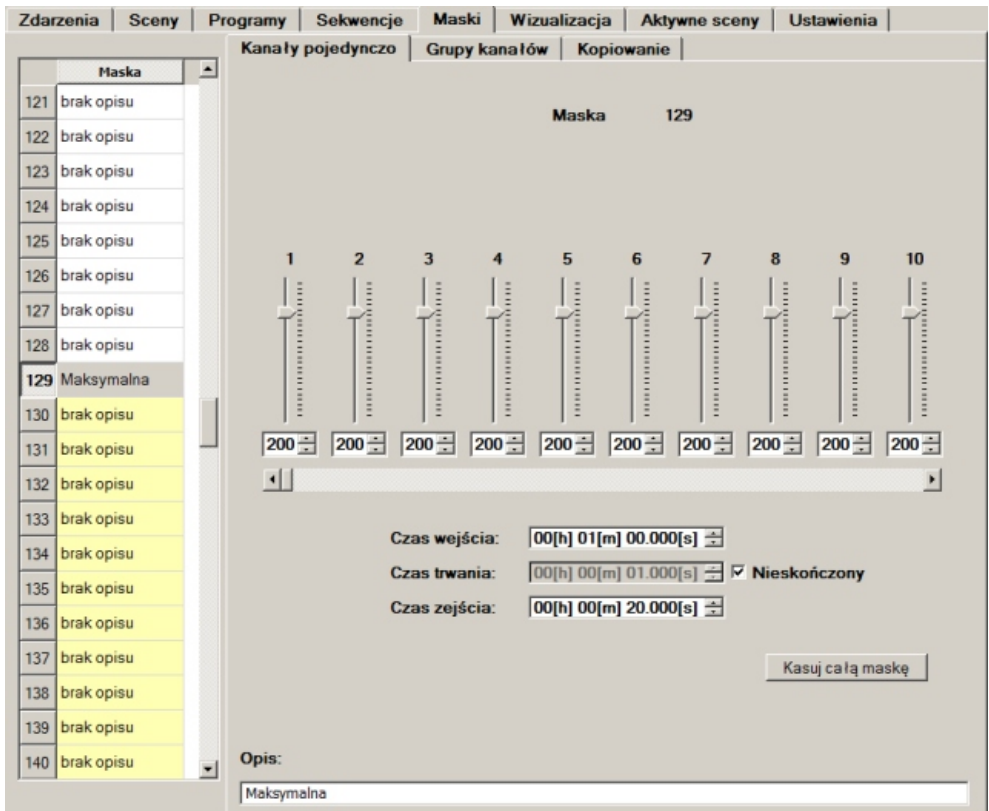 Zdarzenia Sceny Programy Sekwencje Maski Wizualizacja Aktywne sceny Ustawienia
Kanały pojedynczo Grupy kanałów Kopiowanie
Maska
121 brak opisu
122 brak opisu
123 brak opisu
124 brak opisu
125 brak opisu
126 brak opisu
127 brak opisu
128 brak opisu
129 Maksymalna
130 brak opisu
131 brak opisu
132 brak opisu
133 brak opisu
134 brak opisu
135 brak opisu
136 brak opisu
137 brak opisu
138 brak opisu
139 brak opisu
140 brak opisu
Maska 129
1 2 3 4 5 6 7 8 9 10
200 200 200 200 200 200 200 200 200 200
Czas wejścia: 00[h] 01[m] 00.000[s]
Czas trwania: 00[h] 00[m] 01.000[s] Nieskończony
Czas zejścia: 00[h] 00[m] 20.000[s]
Kasuj całą maskę
Opis:
Maksymalna